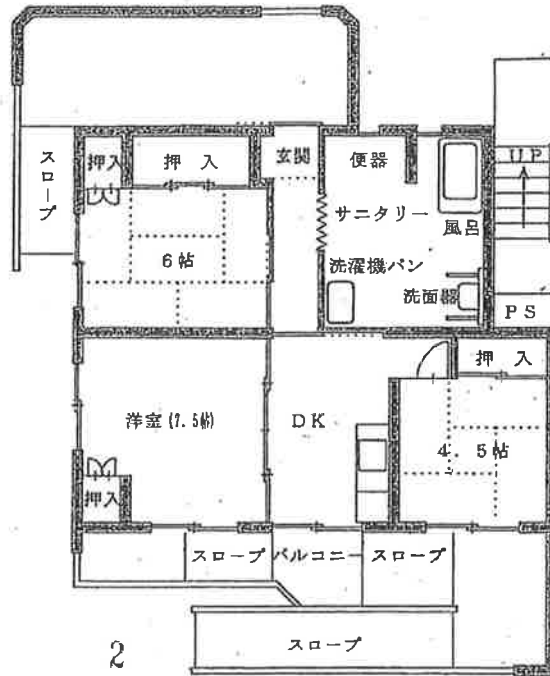 スロープ
押入
押 入
玄関
便器
UP
サニタリー
風呂
6帖
洗濯機パン
洗面器
PS
押 入
洋室(7.5帖)
DK
4.5帖
押入
スロープ
バルコニー
スロープ
スロープ
2